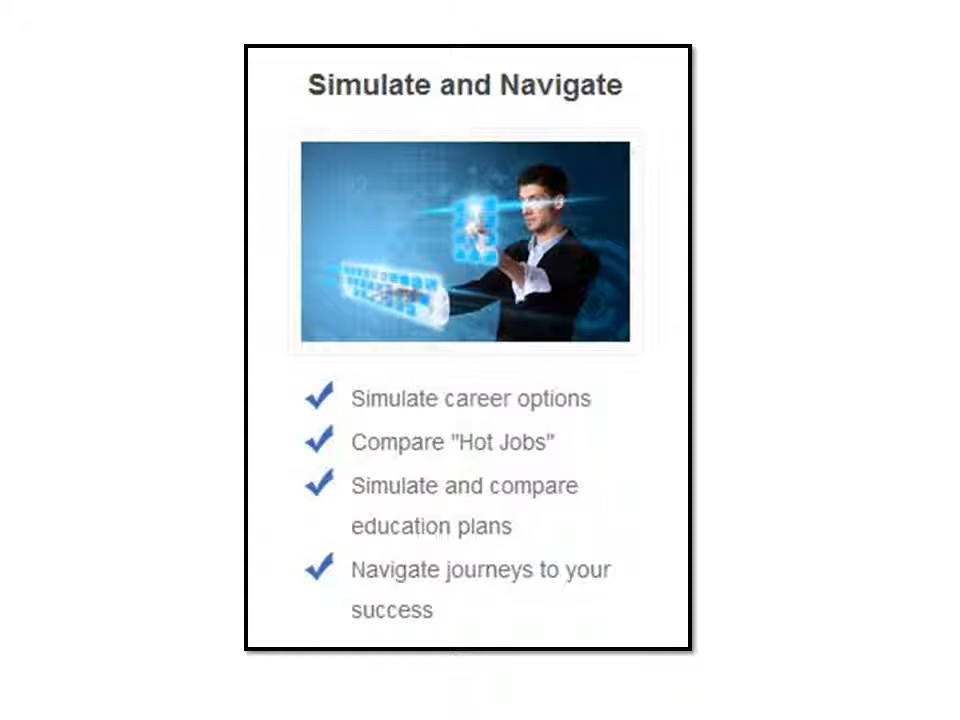 Simulate and Navigate
Simulate career options
Compare "Hot Jobs"
Simulate and compare
education plans
Navigate journeys to your
success